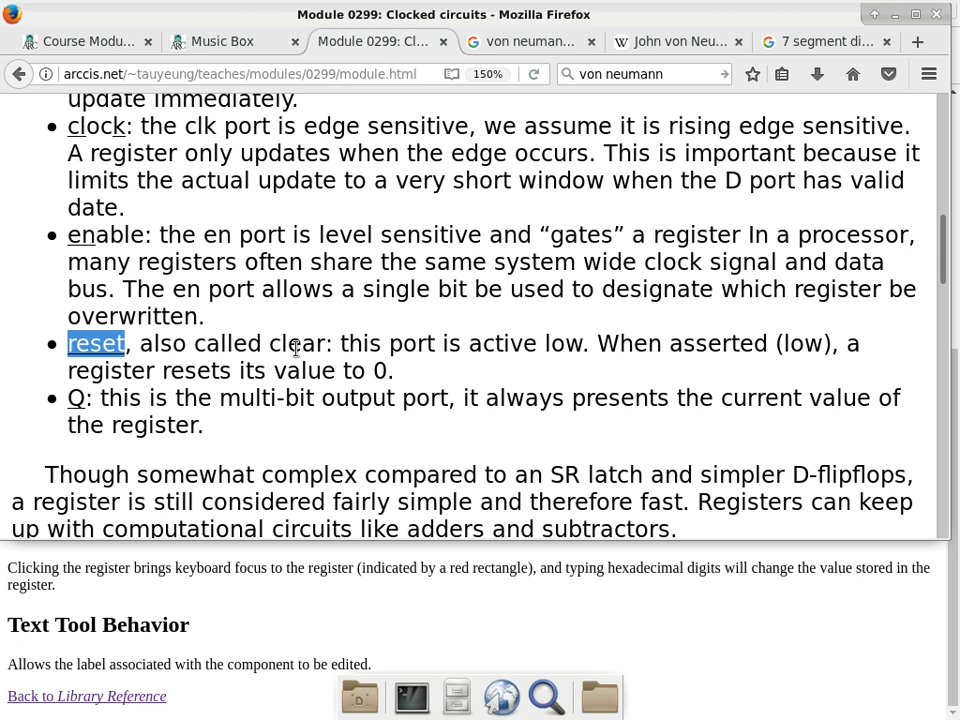 Module 0299: Clocked circuits - Mozilla Firefox
Course Modu...
Music Box
Module 0299: Cl...
von neuman...
John von Neu...
7 segment di...
arccis.net/~tauyeung/teaches/modules/0299/module.html
150%
von neumann
update immediately.
• clock: the clk port is edge sensitive, we assume it is rising edge sensitive.
A register only updates when the edge occurs. This is important because it
limits the actual update to a very short window when the D port has valid
date.
• enable: the en port is level sensitive and “gates” a register In a processor,
many registers often share the same system wide clock signal and data
bus. The en port allows a single bit be used to designate which register be
overwritten.
• reset, also called clear: this port is active low. When asserted (low), a
register resets its value to 0.
• Q: this is the multi-bit output port, it always presents the current value of
the register.
Though somewhat complex compared to an SR latch and simpler D-flipflops,
a register is still considered fairly simple and therefore fast. Registers can keep
up with computational circuits like adders and subtractors.
Clicking the register brings keyboard focus to the register (indicated by a red rectangle), and typing hexadecimal digits will change the value stored in the
register.
Text Tool Behavior
Allows the label associated with the component to be edited.
Back to Library Reference